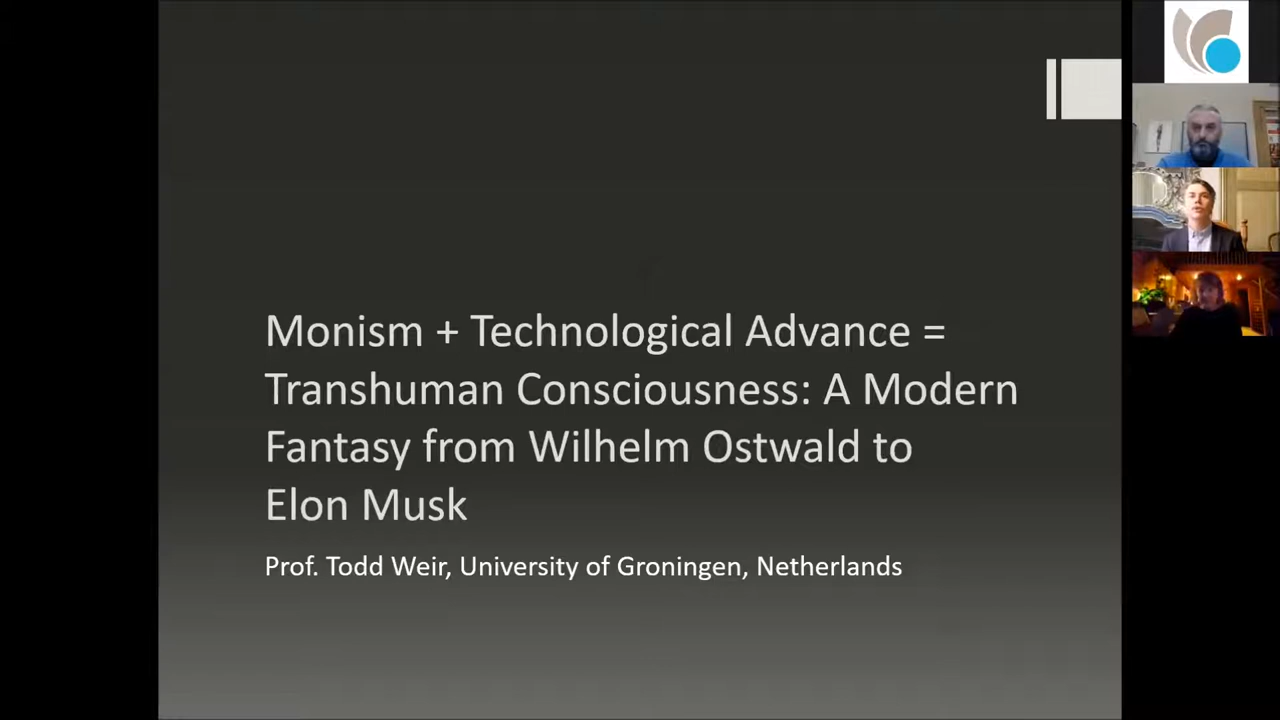 Monism + Technological Advance =
Transhuman Consciousness: A Modern
Fantasy from Wilhelm Ostwald to
Elon Musk
Prof. Todd Weir, University of Groningen, Netherlands